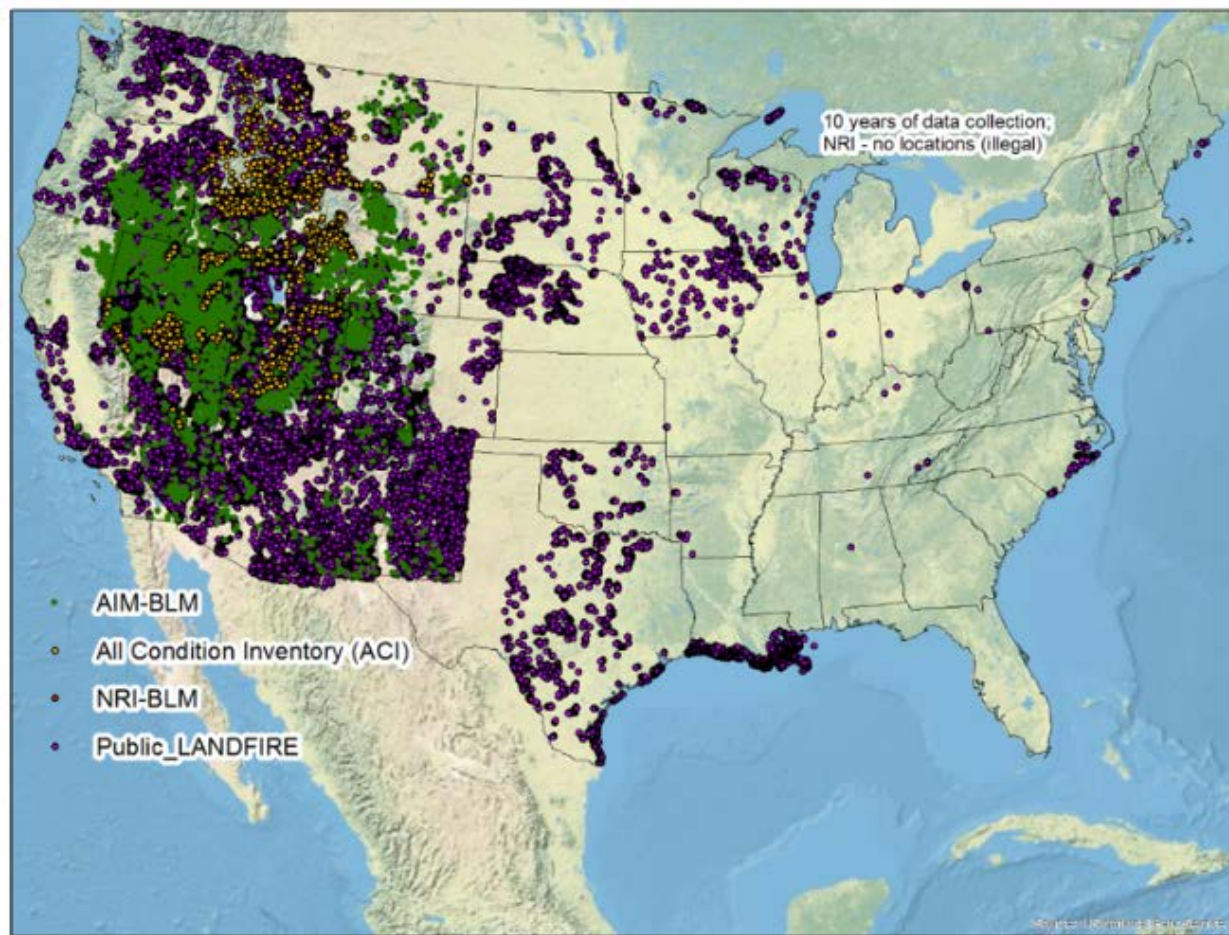 10 years of data collection;
NRI - no locations (illegal)
AIM-BLM
All Condition Inventory (ACI)
NRI-BLM
Public_LANDFIRE